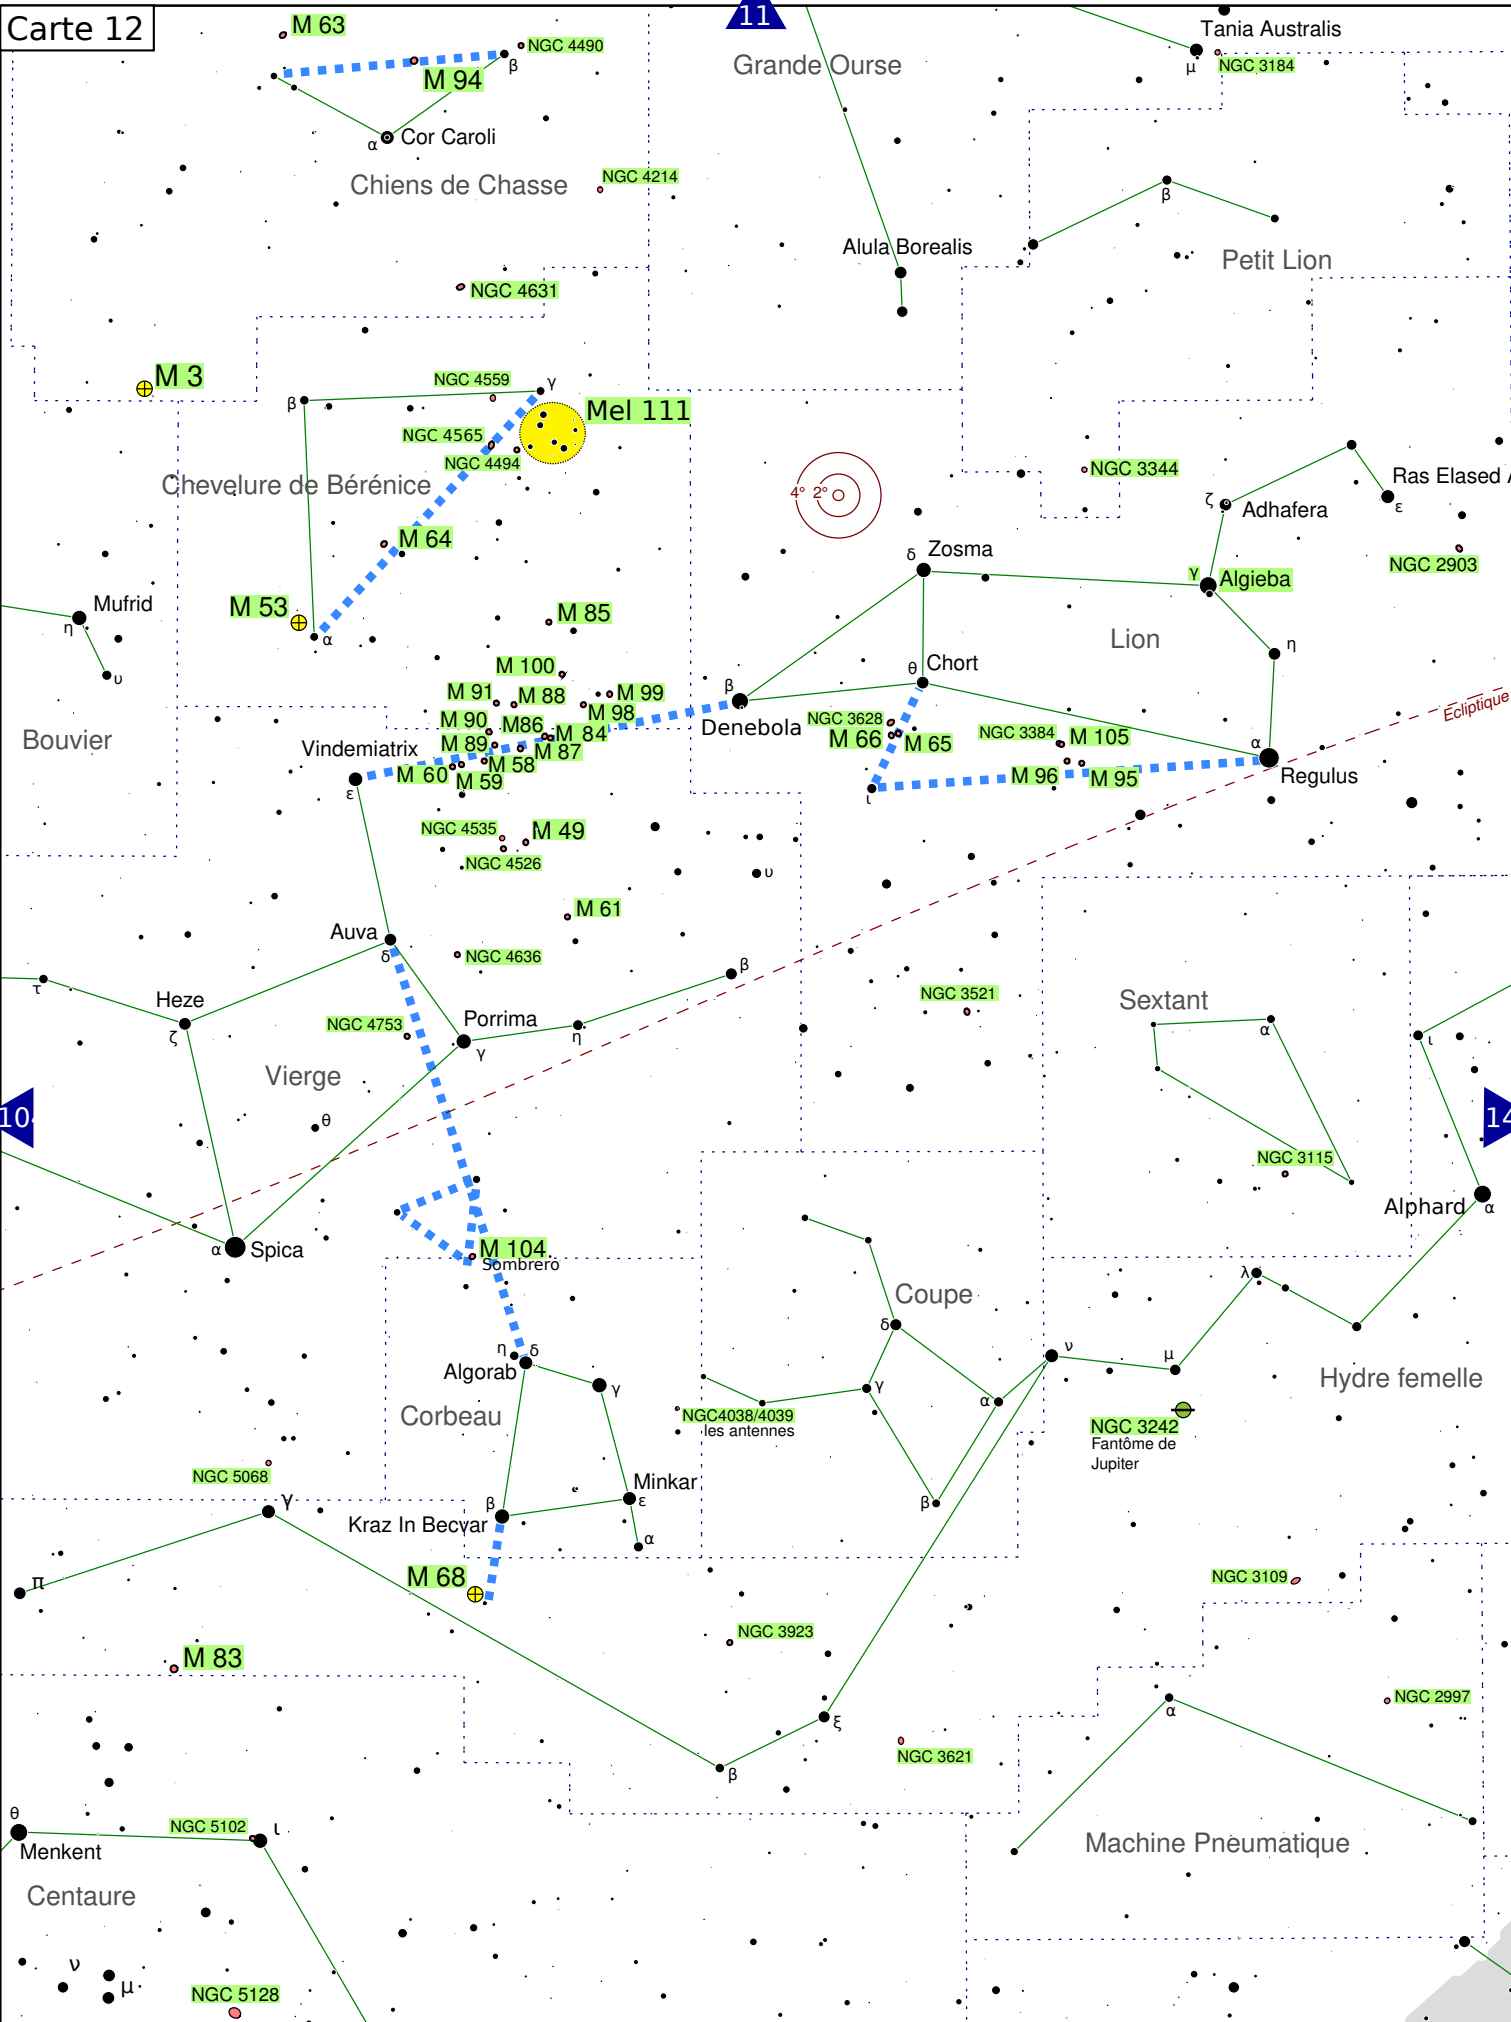 Carte 12
11
M 63
NGC 4490
β
M 94
α
Cor Caroli
Chiens de Chasse
NGC 4214
Grande Ourse
Tania Australis
μ
NGC 3184
β
Alula Borealis
Petit Lion
NGC 4631
M 3
NGC 4559
γ
β
Mel 111
NGC 4565
NGC 4494
Chevelure de Bérénice
4° 2°
NGC 3344
Ras Elased A
ε
ζ
Adhafera
NGC 2903
M 64
δ
Zosma
γ
Algieba
Mufrid
η
υ
M 53
α
M 85
Lion
η
M 100
θ
Chort
M 91
M 88
M 99
M 98
β
Denebola
Écliptique
M 90
M86
M 84
NGC 3628
M 66
M 65
NGC 3384
M 105
Bouvier
Vindemiatrix
ε
M 89
M 87
M 58
M 60
M 59
α
Regulus
M 96
M 95
ι
NGC 4535
M 49
NGC 4526
υ
M 61
Auva
δ
NGC 4636
β
τ
Heze
ζ
NGC 4753
Porrima
γ
η
NGC 3521
Sextant
α
ι
Vierge
θ
104
14
NGC 3115
Alphard
α
α
Spica
M 104
Sombrero
λ
Coupe
δ
η
δ
Algorab
γ
ν
μ
Hydre femelle
γ
α
Corbeau
NGC4038/4039
les antennes
NGC 3242
Fantôme de
Jupiter
NGC 5068
γ
Minkar
ε
β
Kraz In Becvar
α
β
π
M 68
NGC 3109
M 83
NGC 3923
NGC 2997
α
ξ
NGC 3621
β
θ
Menkent
NGC 5102
ι
Machine Pneumatique
Centaure
ν
μ
NGC 5128